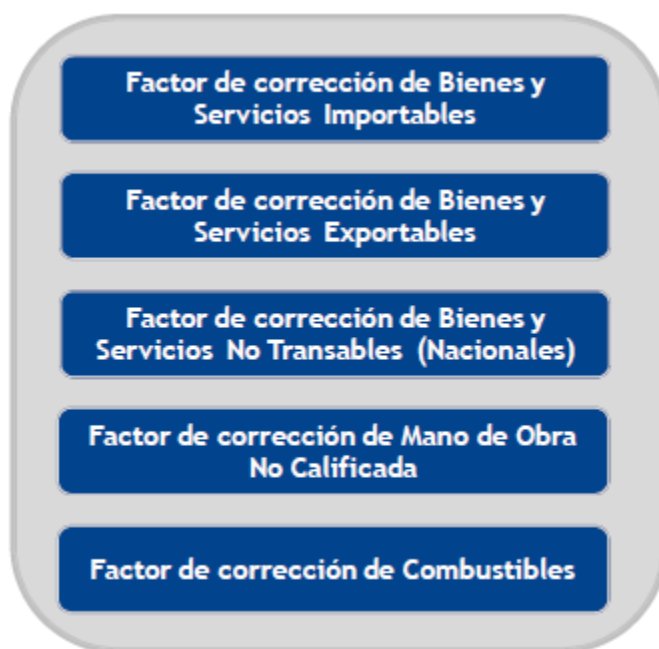 Factor de corrección de Bienes y
Servicios Importables
Factor de corrección de Bienes y
Servicios Exportables
Factor de corrección de Bienes y
Servicios No Transables (Nacionales)
Factor de corrección de Mano de Obra
No Calificada
Factor de corrección de Combustibles